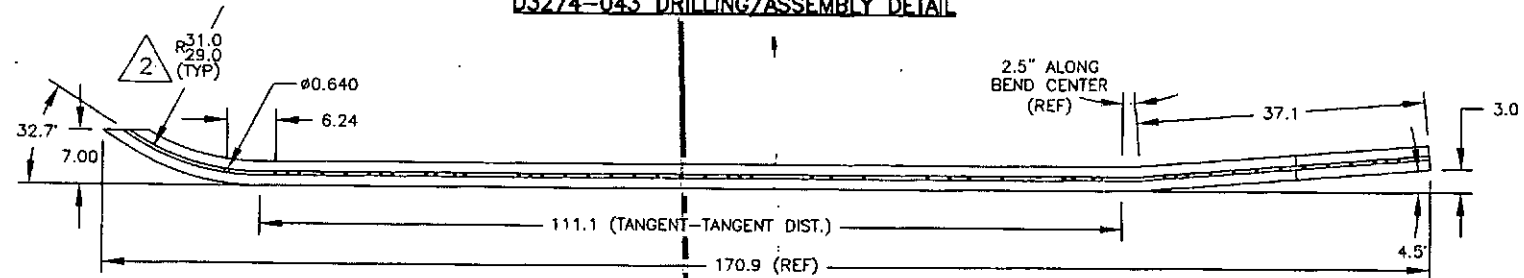 D3274-043 DRILLING/ASSEMBLY DETAIL
2
R31.0
29.0
(TYP)
ø0.640
6.24
32.7°
7.00
2.5" ALONG
BEND CENTER
(REF)
37.1
3.0
111.1 (TANGENT-TANGENT DIST.)
4.5°
170.9 (REF)